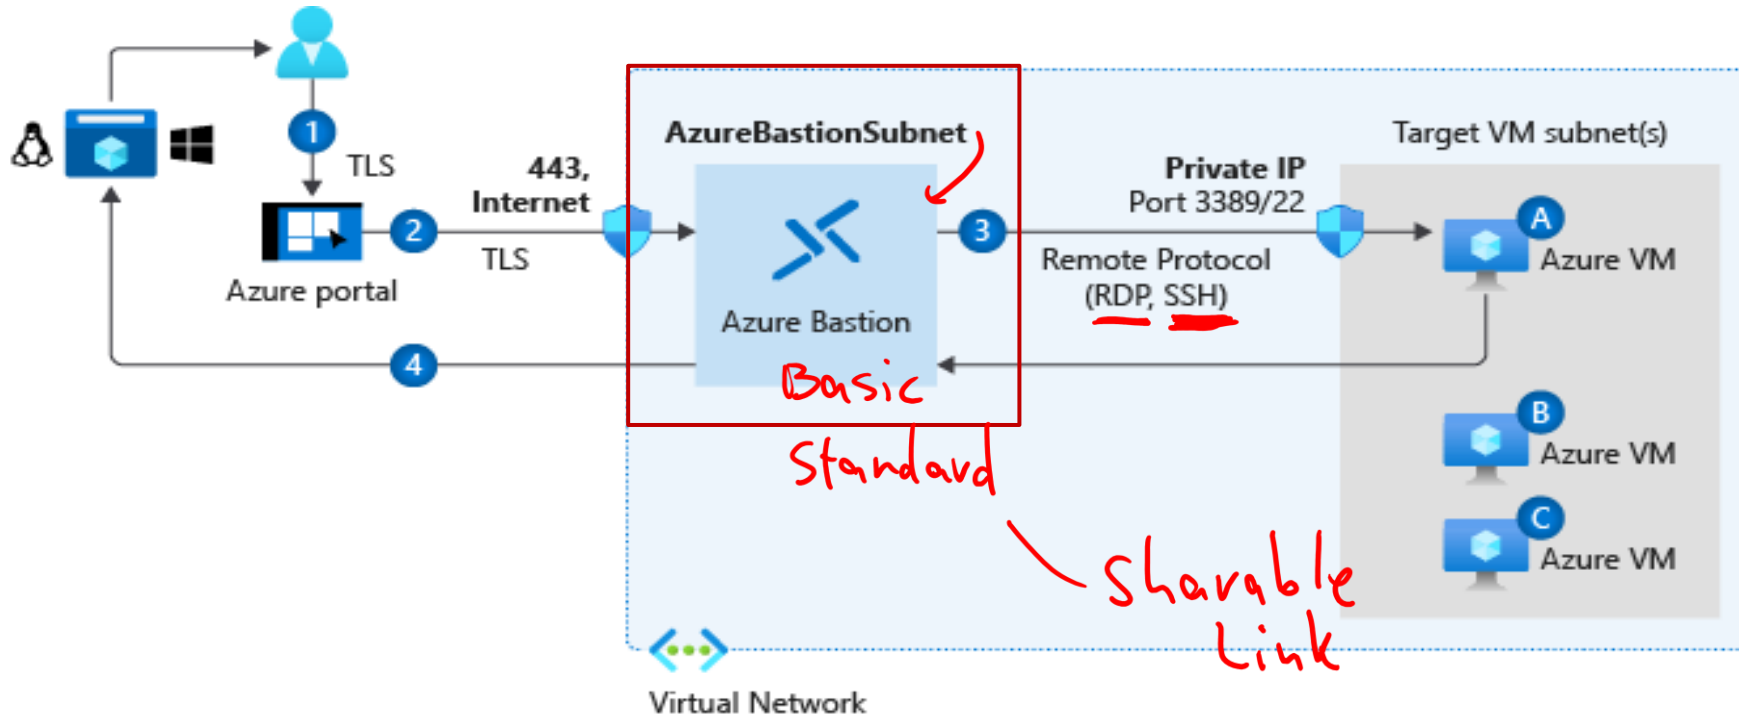 1
TLS
Azure portal
2
443,
Internet
TLS
AzureBastionSubnet
Azure Bastion
Basic
Standard
Sharable
Link
3
Private IP
Port 3389/22
Remote Protocol
(RDP, SSH)
4
Target VM subnet(s)
A
Azure VM
B
Azure VM
C
Azure VM
Virtual Network